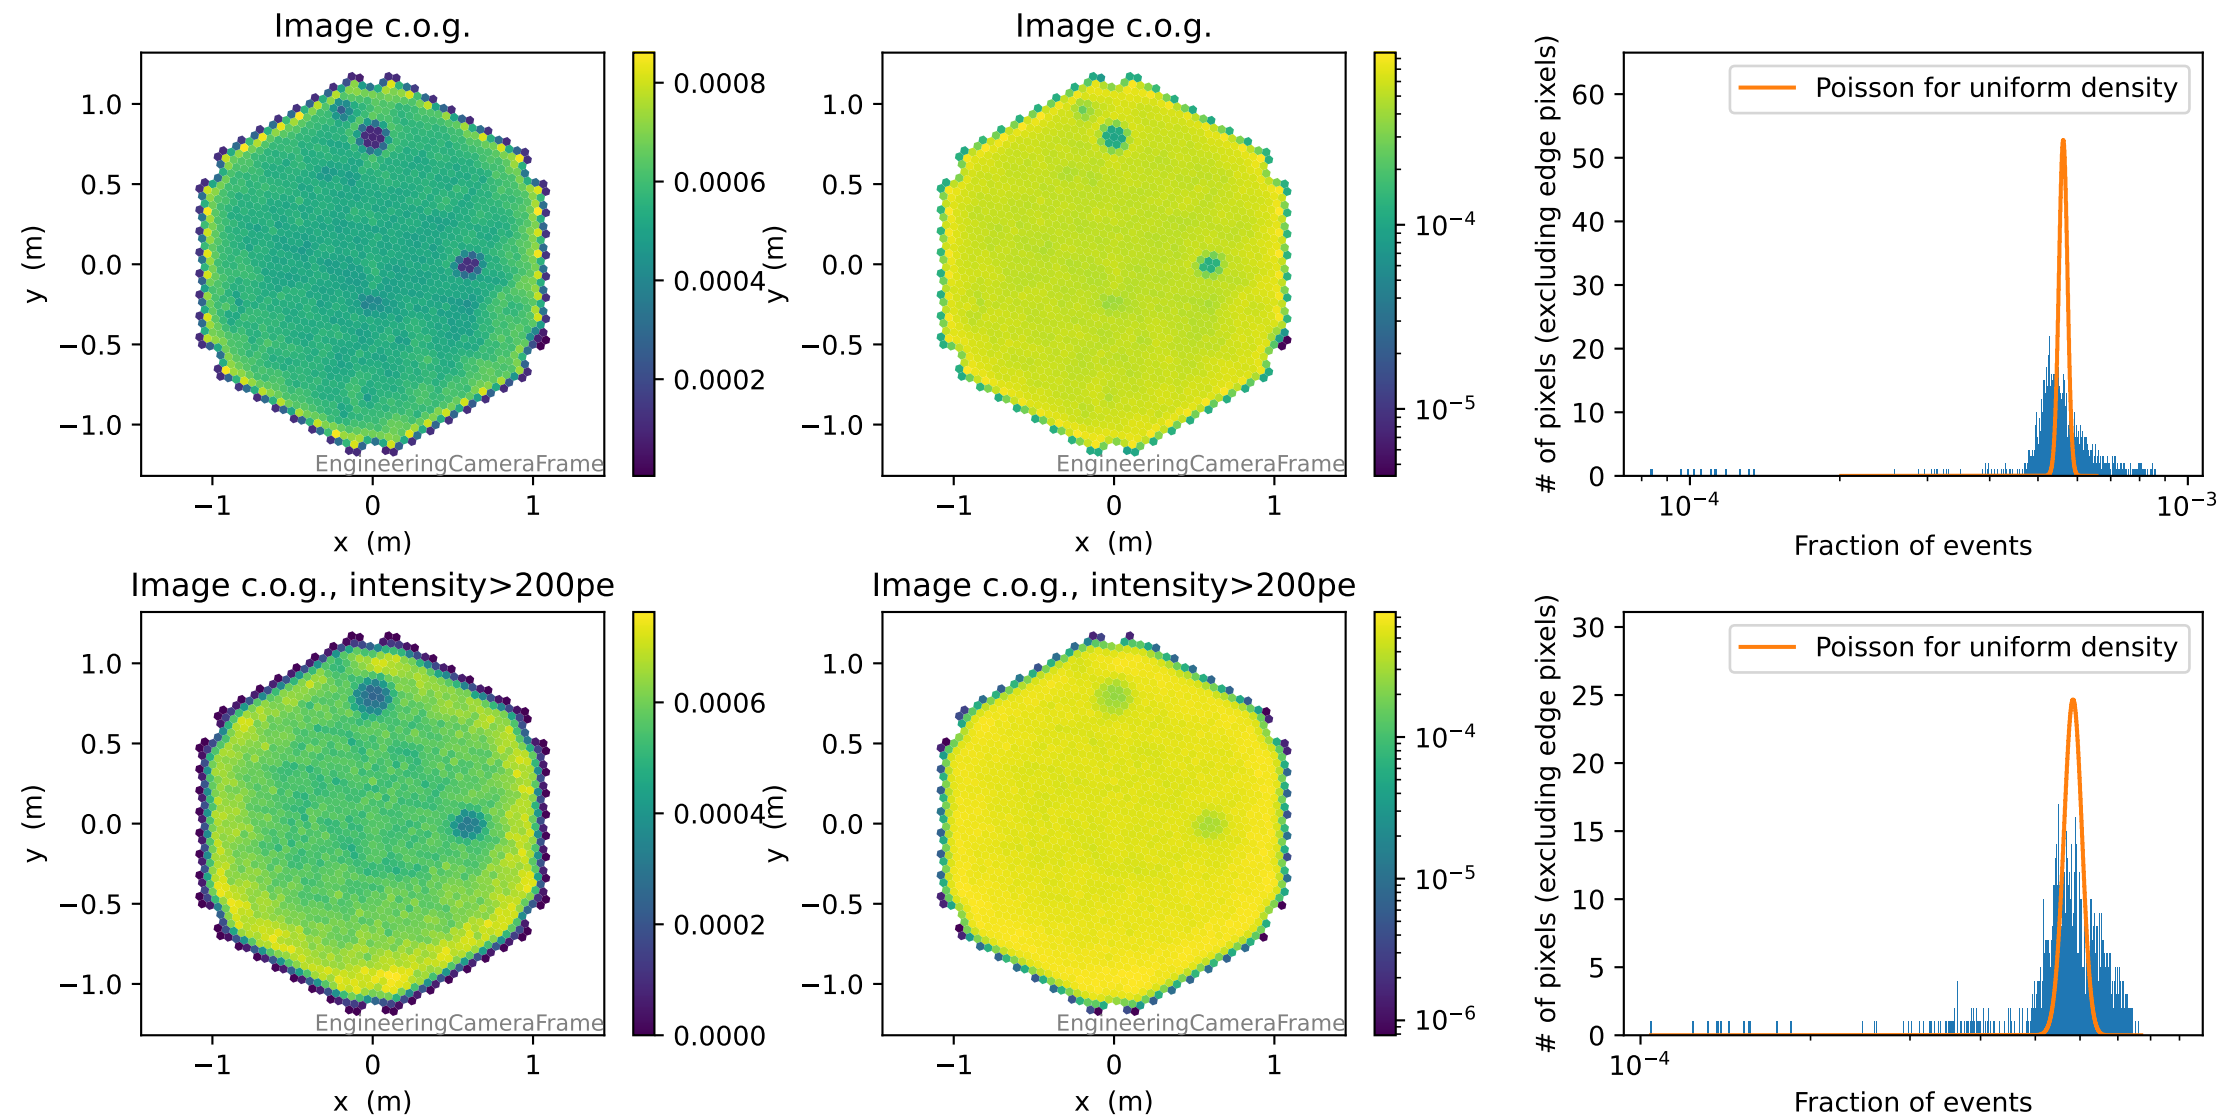 Image c.o.g.
1.0
0.5
0.0
−0.5
−1.0
−1
0
1
y (m)
x (m)
EngineeringCameraFrame
0.0008
0.0006
0.0004
0.0002
Image c.o.g.
1.0
0.5
0.0
−0.5
−1.0
−1
0
1
y (m)
x (m)
EngineeringCameraFrame
10⁻⁴
10⁻⁵
Poisson for uniform density
60
50
40
30
20
10
0
10⁻⁴
10⁻³
# of pixels (excluding edge pixels)
Fraction of events
Image c.o.g., intensity>200pe
1.0
0.5
0.0
−0.5
−1.0
−1
0
1
y (m)
x (m)
EngineeringCameraFrame
0.0006
0.0004
0.0002
0.0000
Image c.o.g., intensity>200pe
1.0
0.5
0.0
−0.5
−1.0
−1
0
1
y (m)
x (m)
EngineeringCameraFrame
10⁻⁴
10⁻⁵
10⁻⁶
Poisson for uniform density
30
25
20
15
10
5
0
10⁻⁴
# of pixels (excluding edge pixels)
Fraction of events